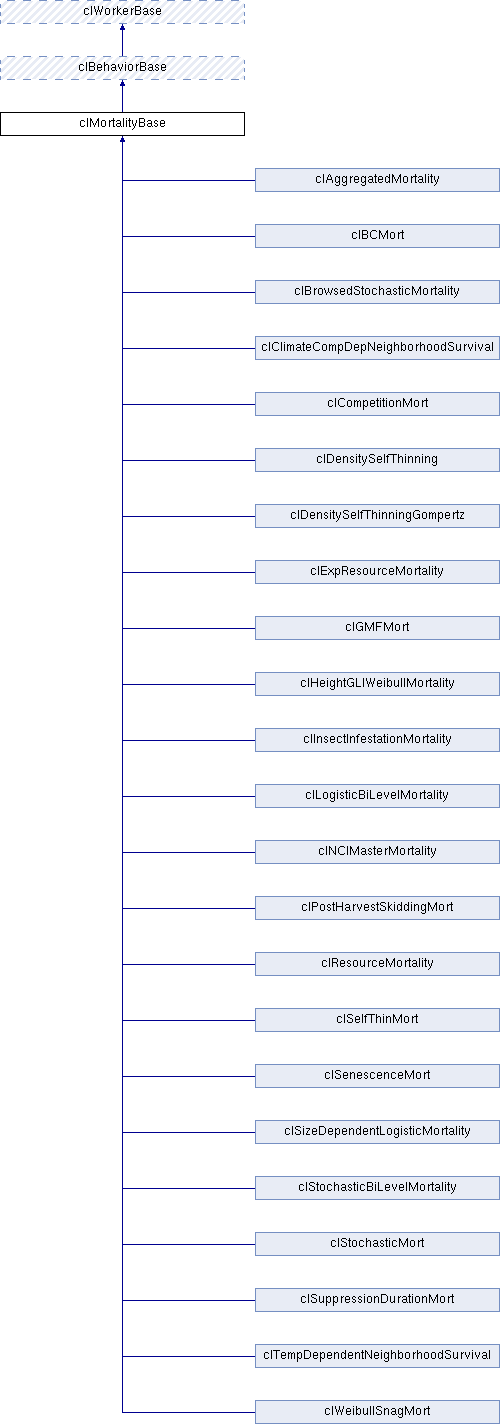 clWorkerBase
clBehaviorBase
clMortalityBase
clAggregatedMortality
clBCMort
clBrowsedStochasticMortality
clClimateCompDepNeighborhoodSurvival
clCompetitionMort
clDensitySelfThinning
clDensitySelfThinningGompertz
clExpResourceMortality
clGMFMort
clHeightGLIWeibullMortality
clInsectInfestationMortality
clLogisticBiLevelMortality
clNCIMasterMortality
clPostHarvestSkiddingMort
clResourceMortality
clSelfThinMort
clSenescenceMort
clSizeDependentLogisticMortality
clStochasticBiLevelMortality
clStochasticMort
clSuppressionDurationMort
clTempDependentNeighborhoodSurvival
clWeibullSnagMort